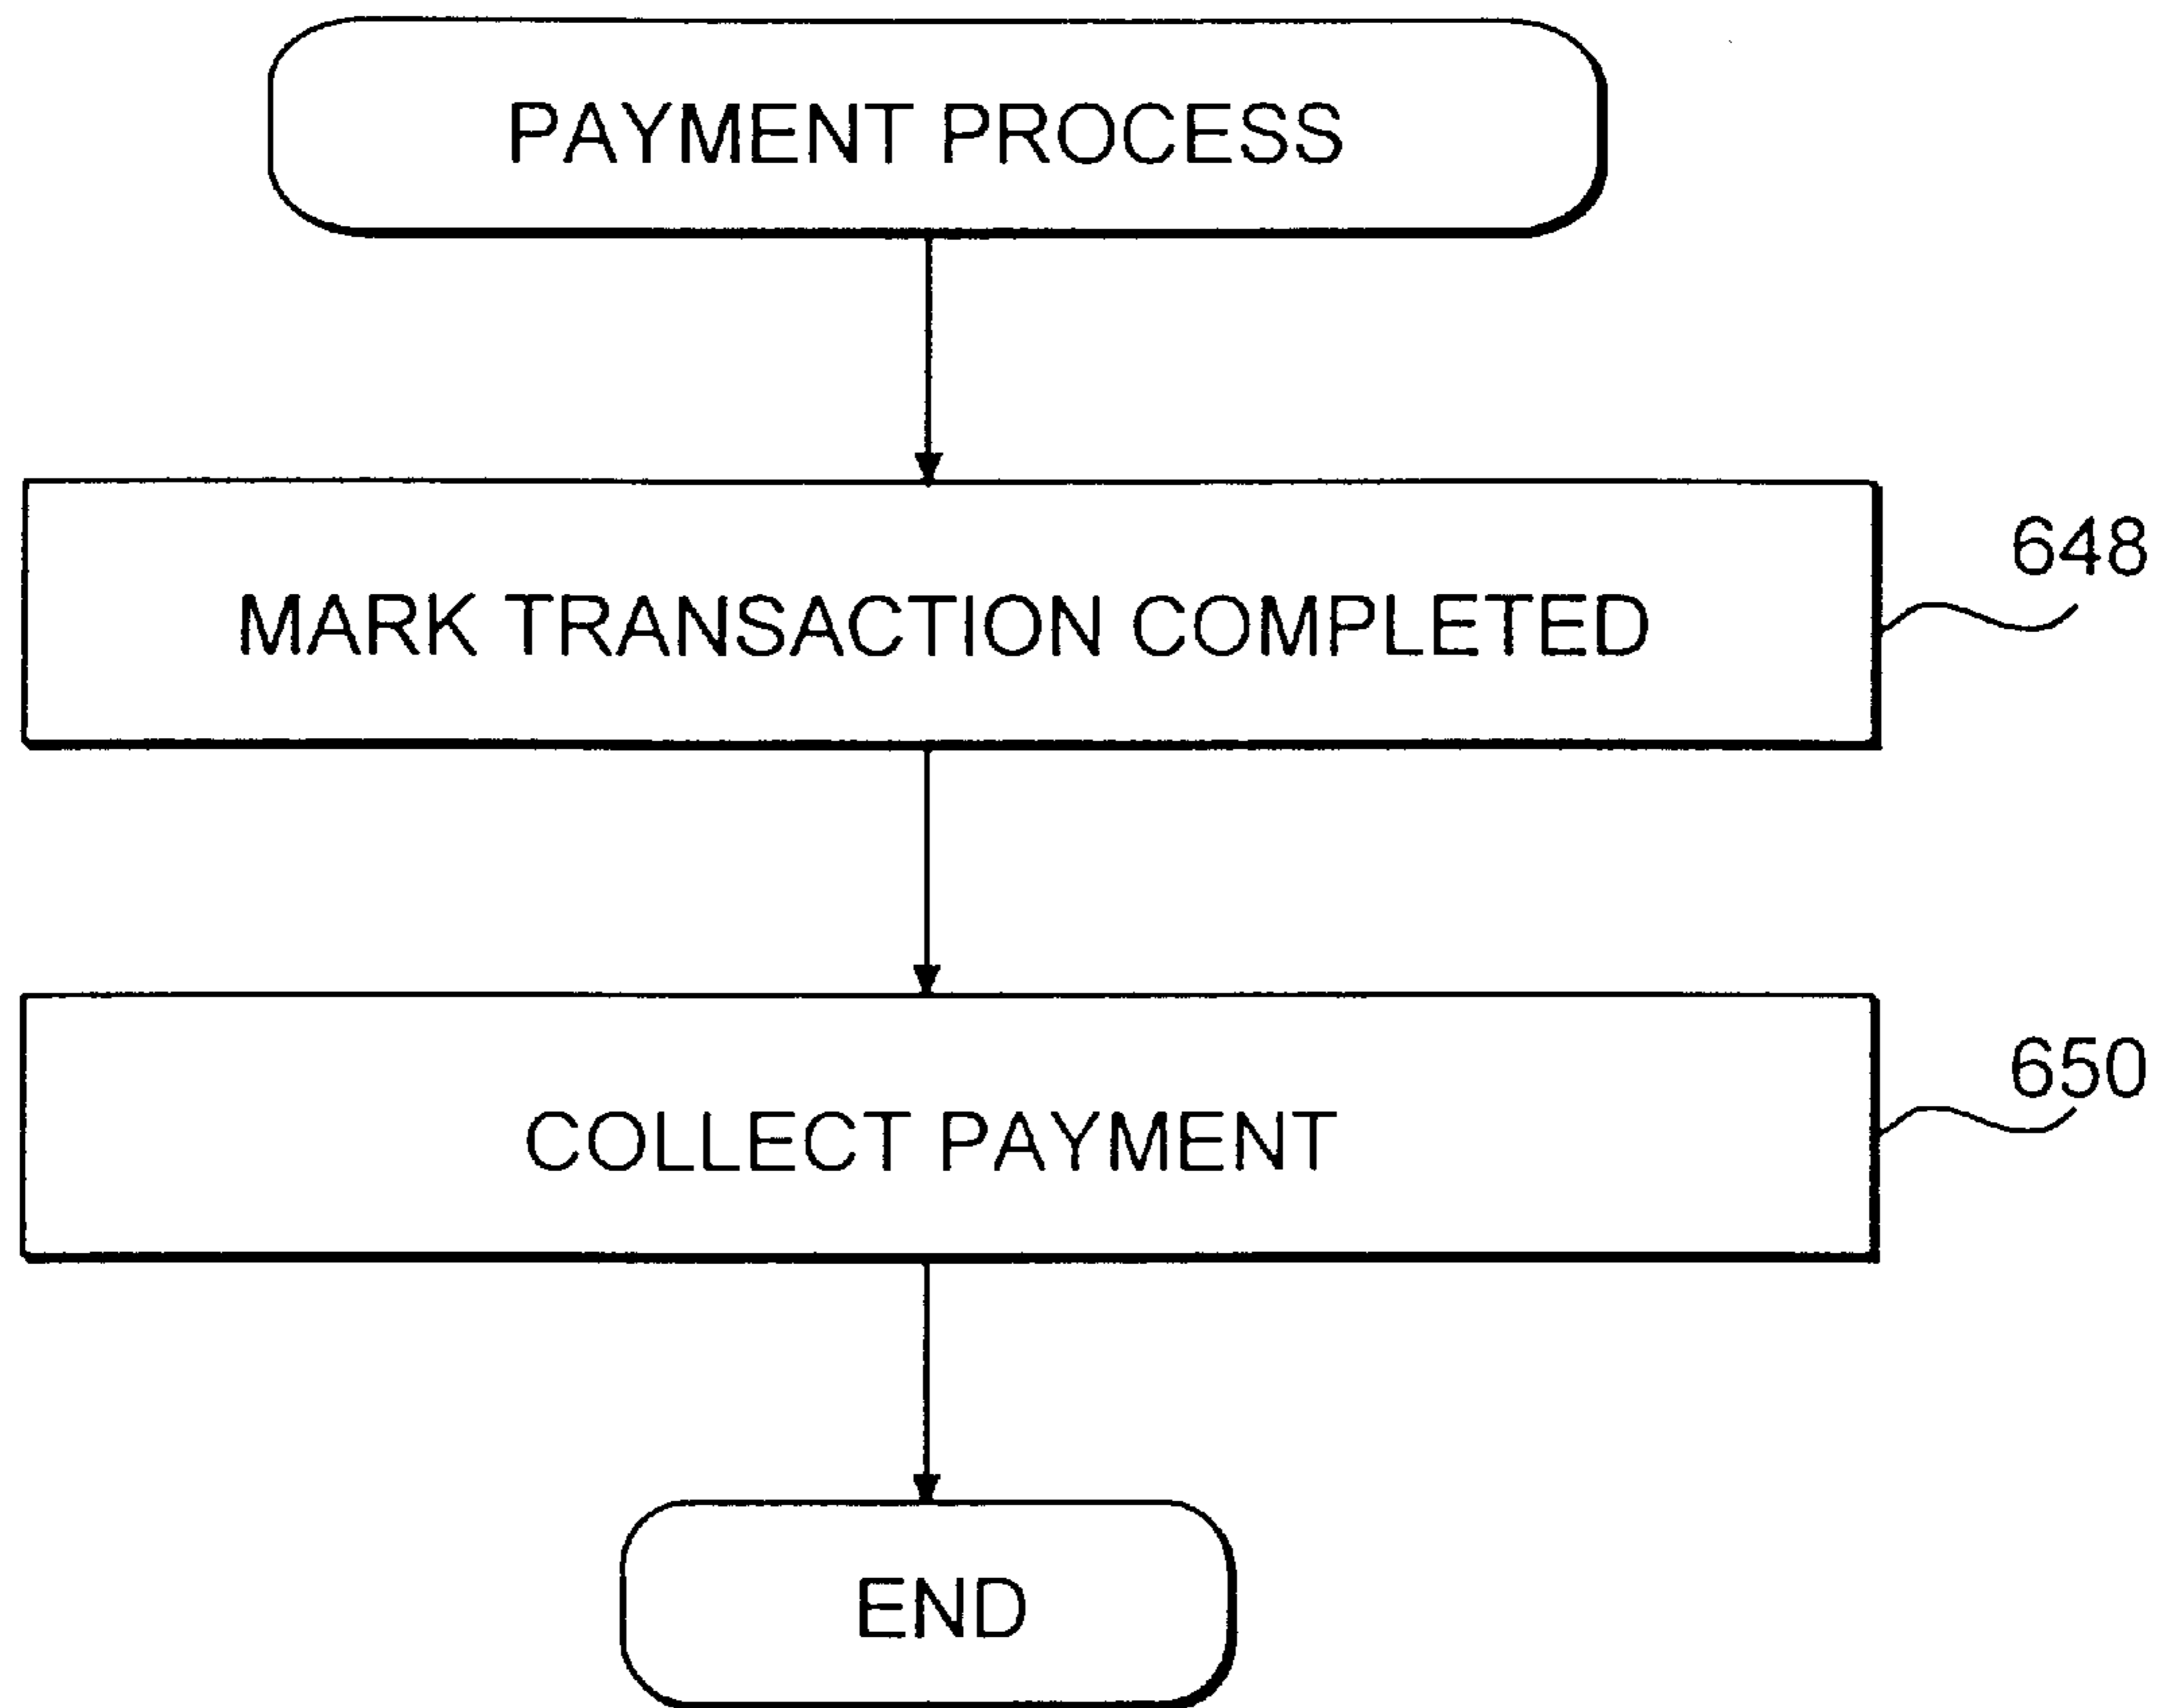 PAYMENT PROCESS
648
MARK TRANSACTION COMPLETED
650
COLLECT PAYMENT
END